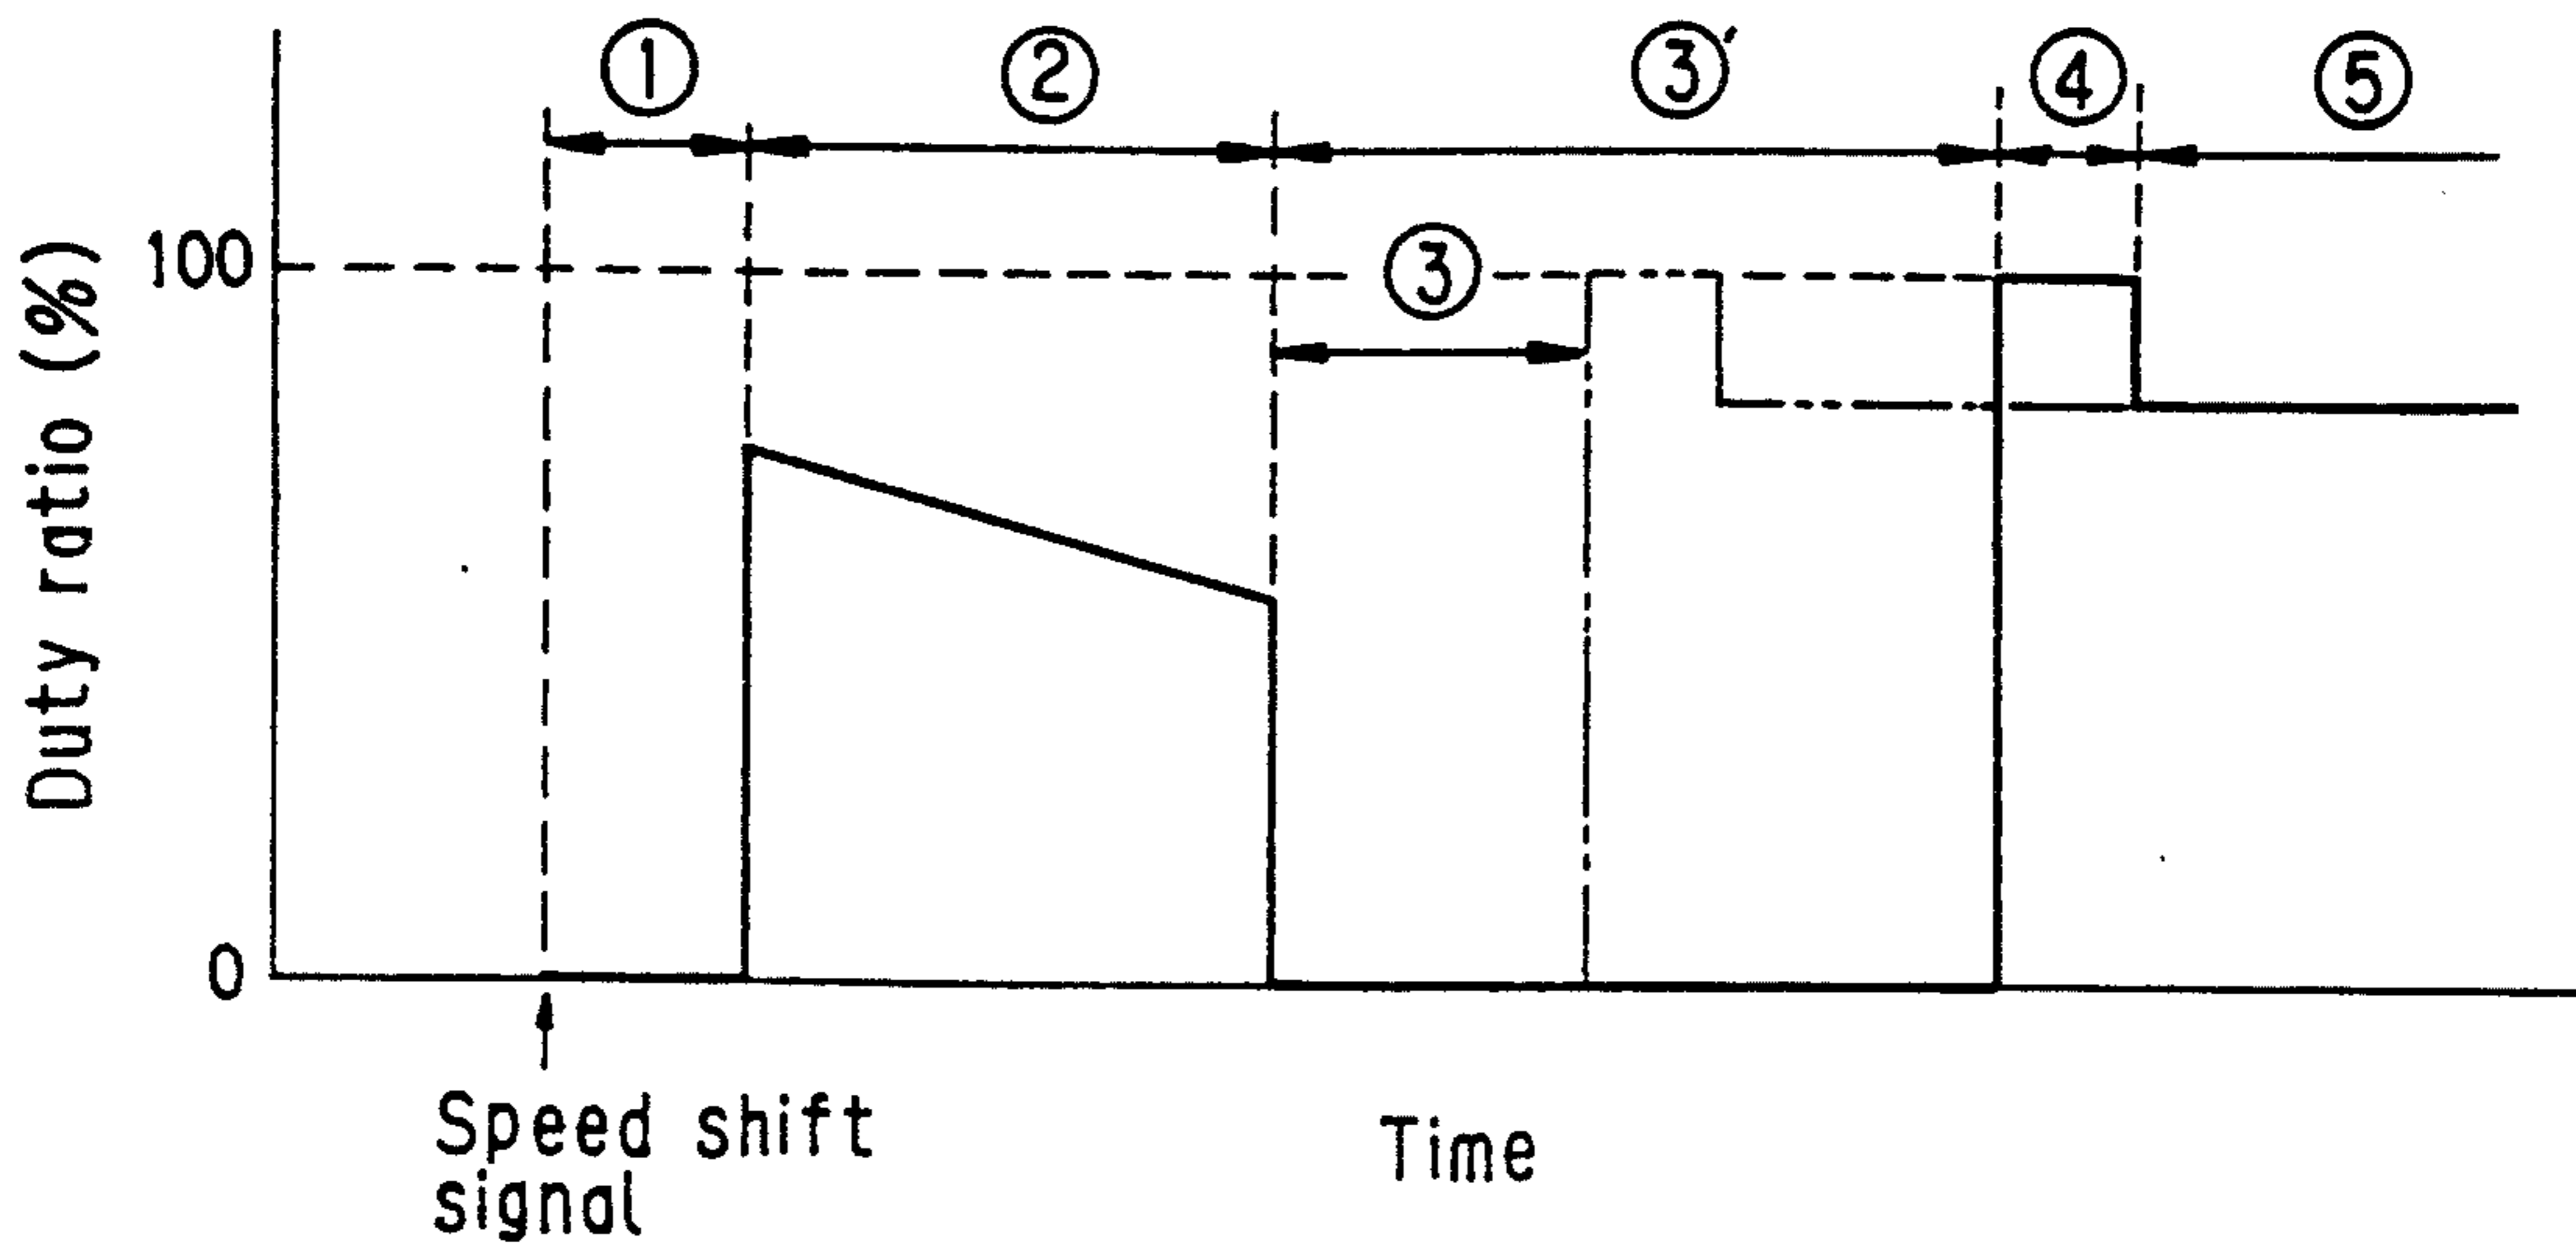 ① ② ③′ ④ ⑤
100
③
Duty ratio (%)
0
Speed shift
signal
Time